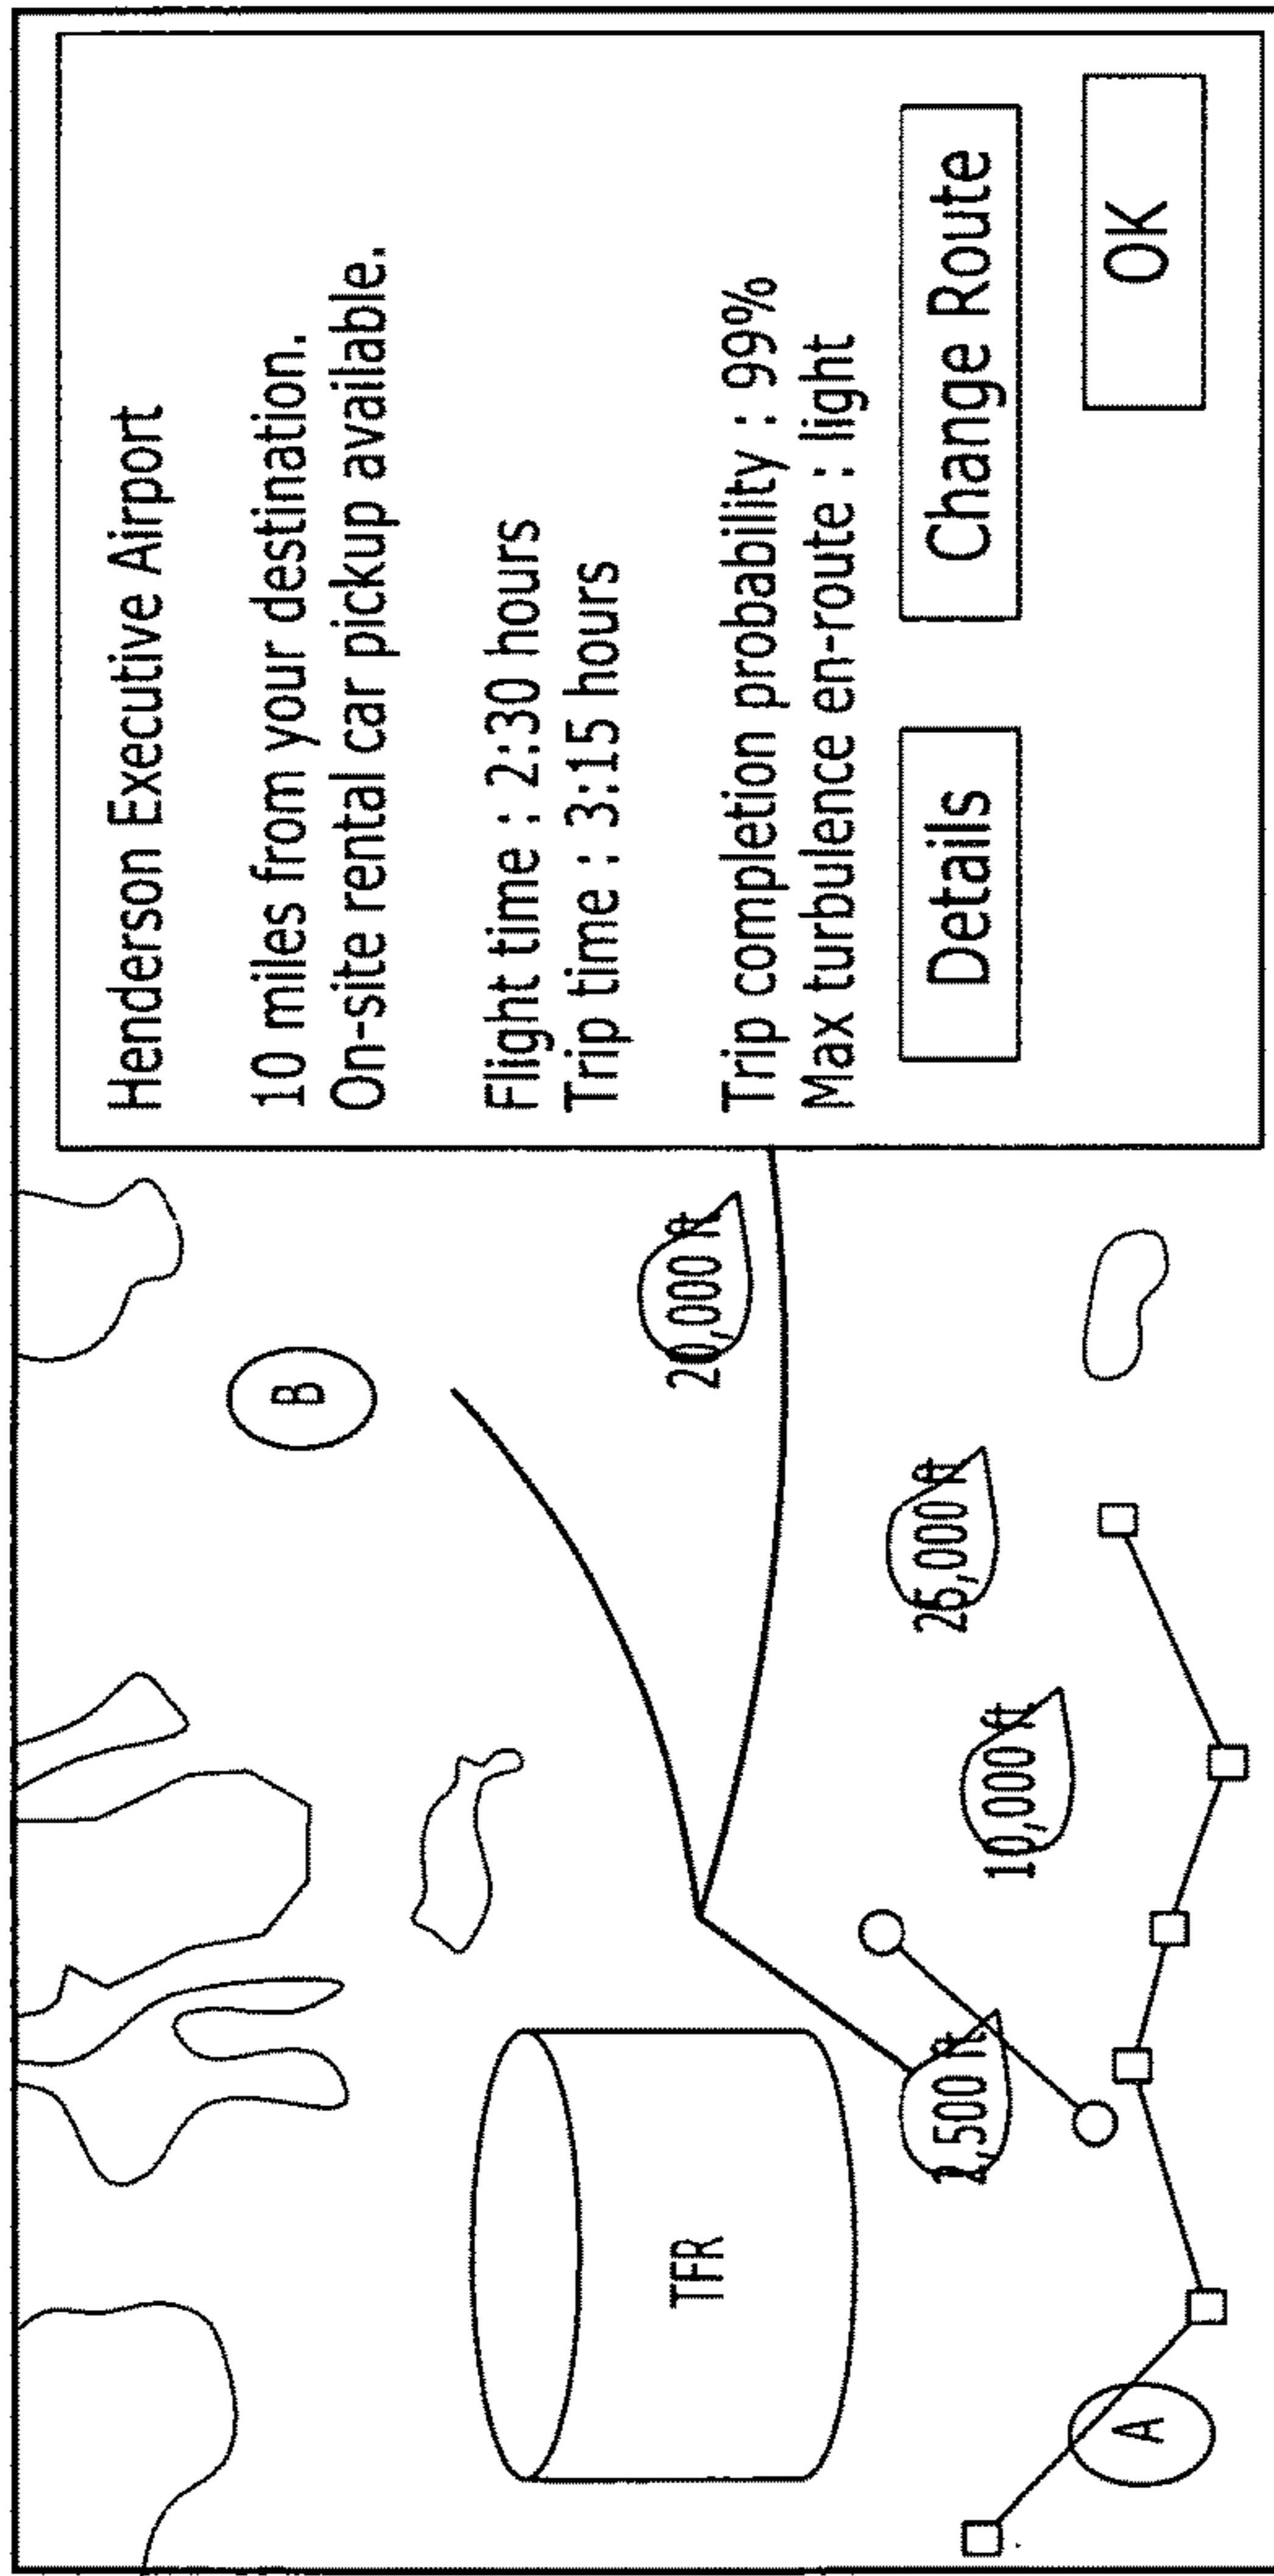 Henderson Executive Airport
10 miles from your destination.
On-site rental car pickup available.
Flight time : 2:30 hours
Trip time : 3:15 hours
Trip completion probability : 99%
Max turbulence en-route : light
Details
Change Route
OK
B
20,000 ft
25,000 ft
10,000 ft
2,500 ft
TFR
A